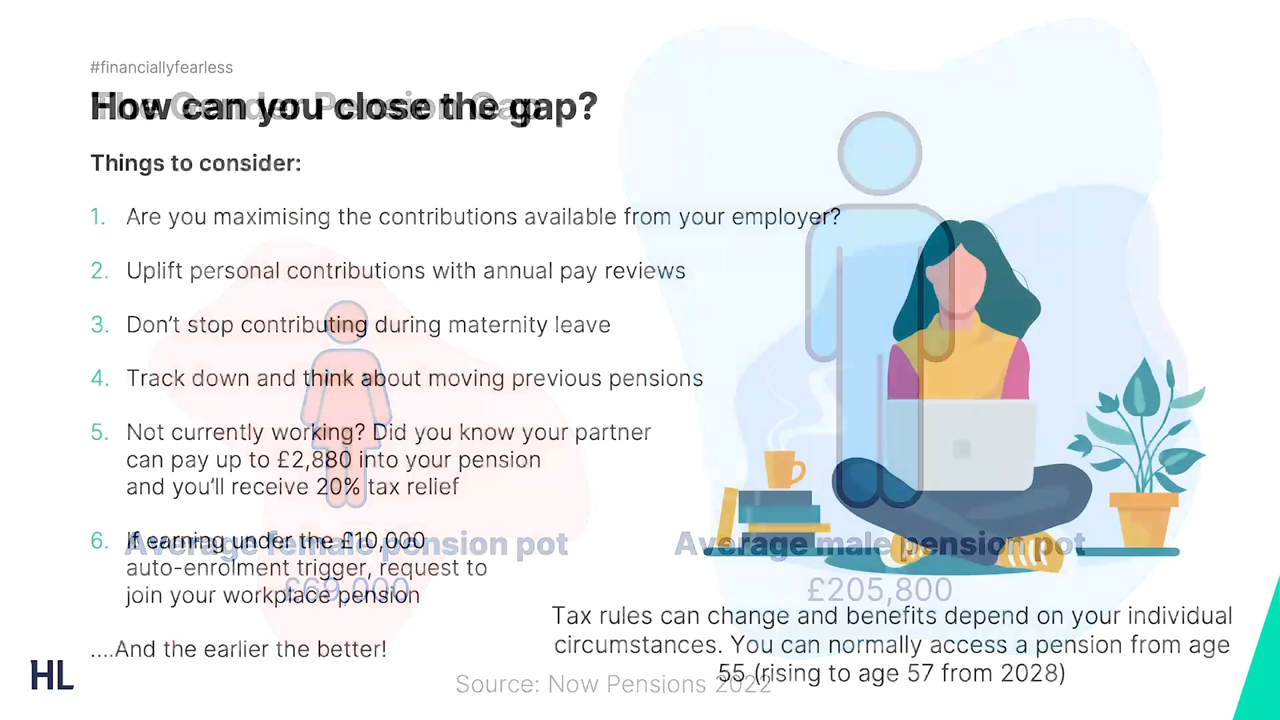 #financiallyfearless
How can you close the gap?
The Gender Pension Gap
Things to consider:
1. Are you maximising the contributions available from your employer?
2. Uplift personal contributions with annual pay reviews
3. Don’t stop contributing during maternity leave
4. Track down and think about moving previous pensions
5. Not currently working? Did you know your partner
can pay up to £2,880 into your pension
and you’ll receive 20% tax relief
6. If earning under the £10,000
auto-enrolment trigger, request to
join your workplace pension
Average female pension pot
£69,000
Average male pension pot
£205,800
....And the earlier the better!
Tax rules can change and benefits depend on your individual
circumstances. You can normally access a pension from age
55 (rising to age 57 from 2028)
Source: Now Pensions 2022
HL